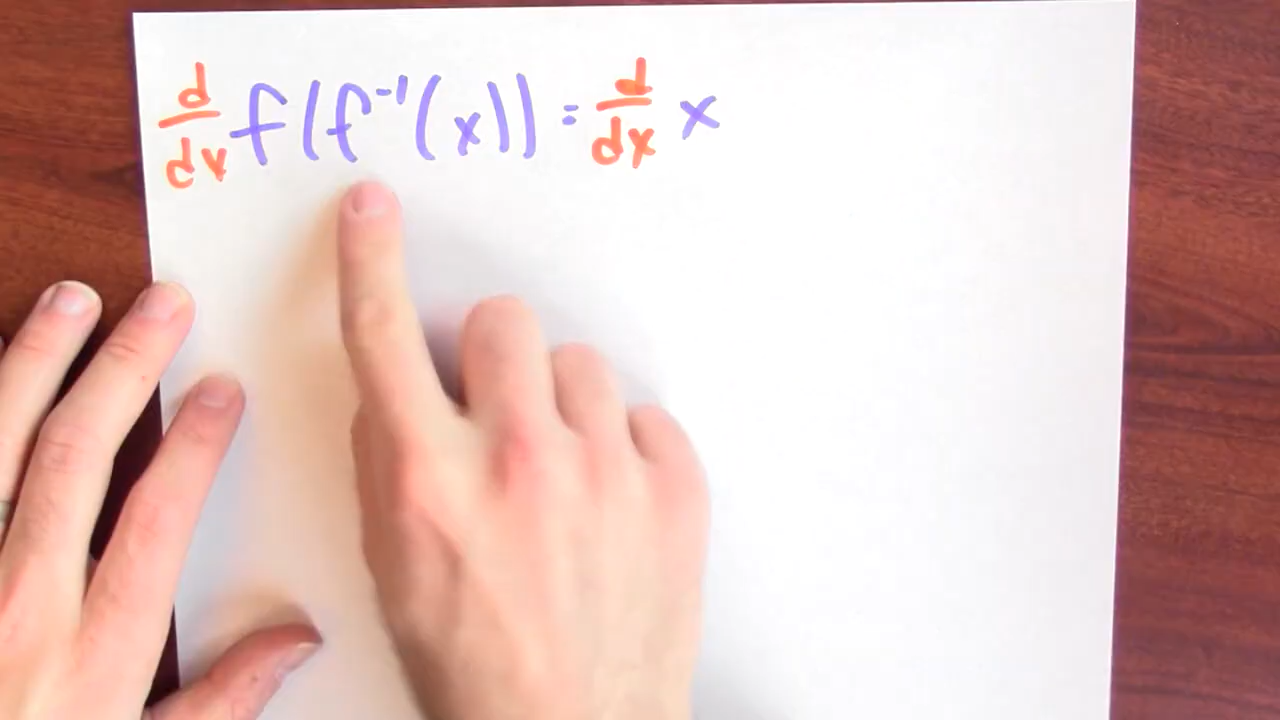 d/dx f(f⁻¹(x)) = d/dx x